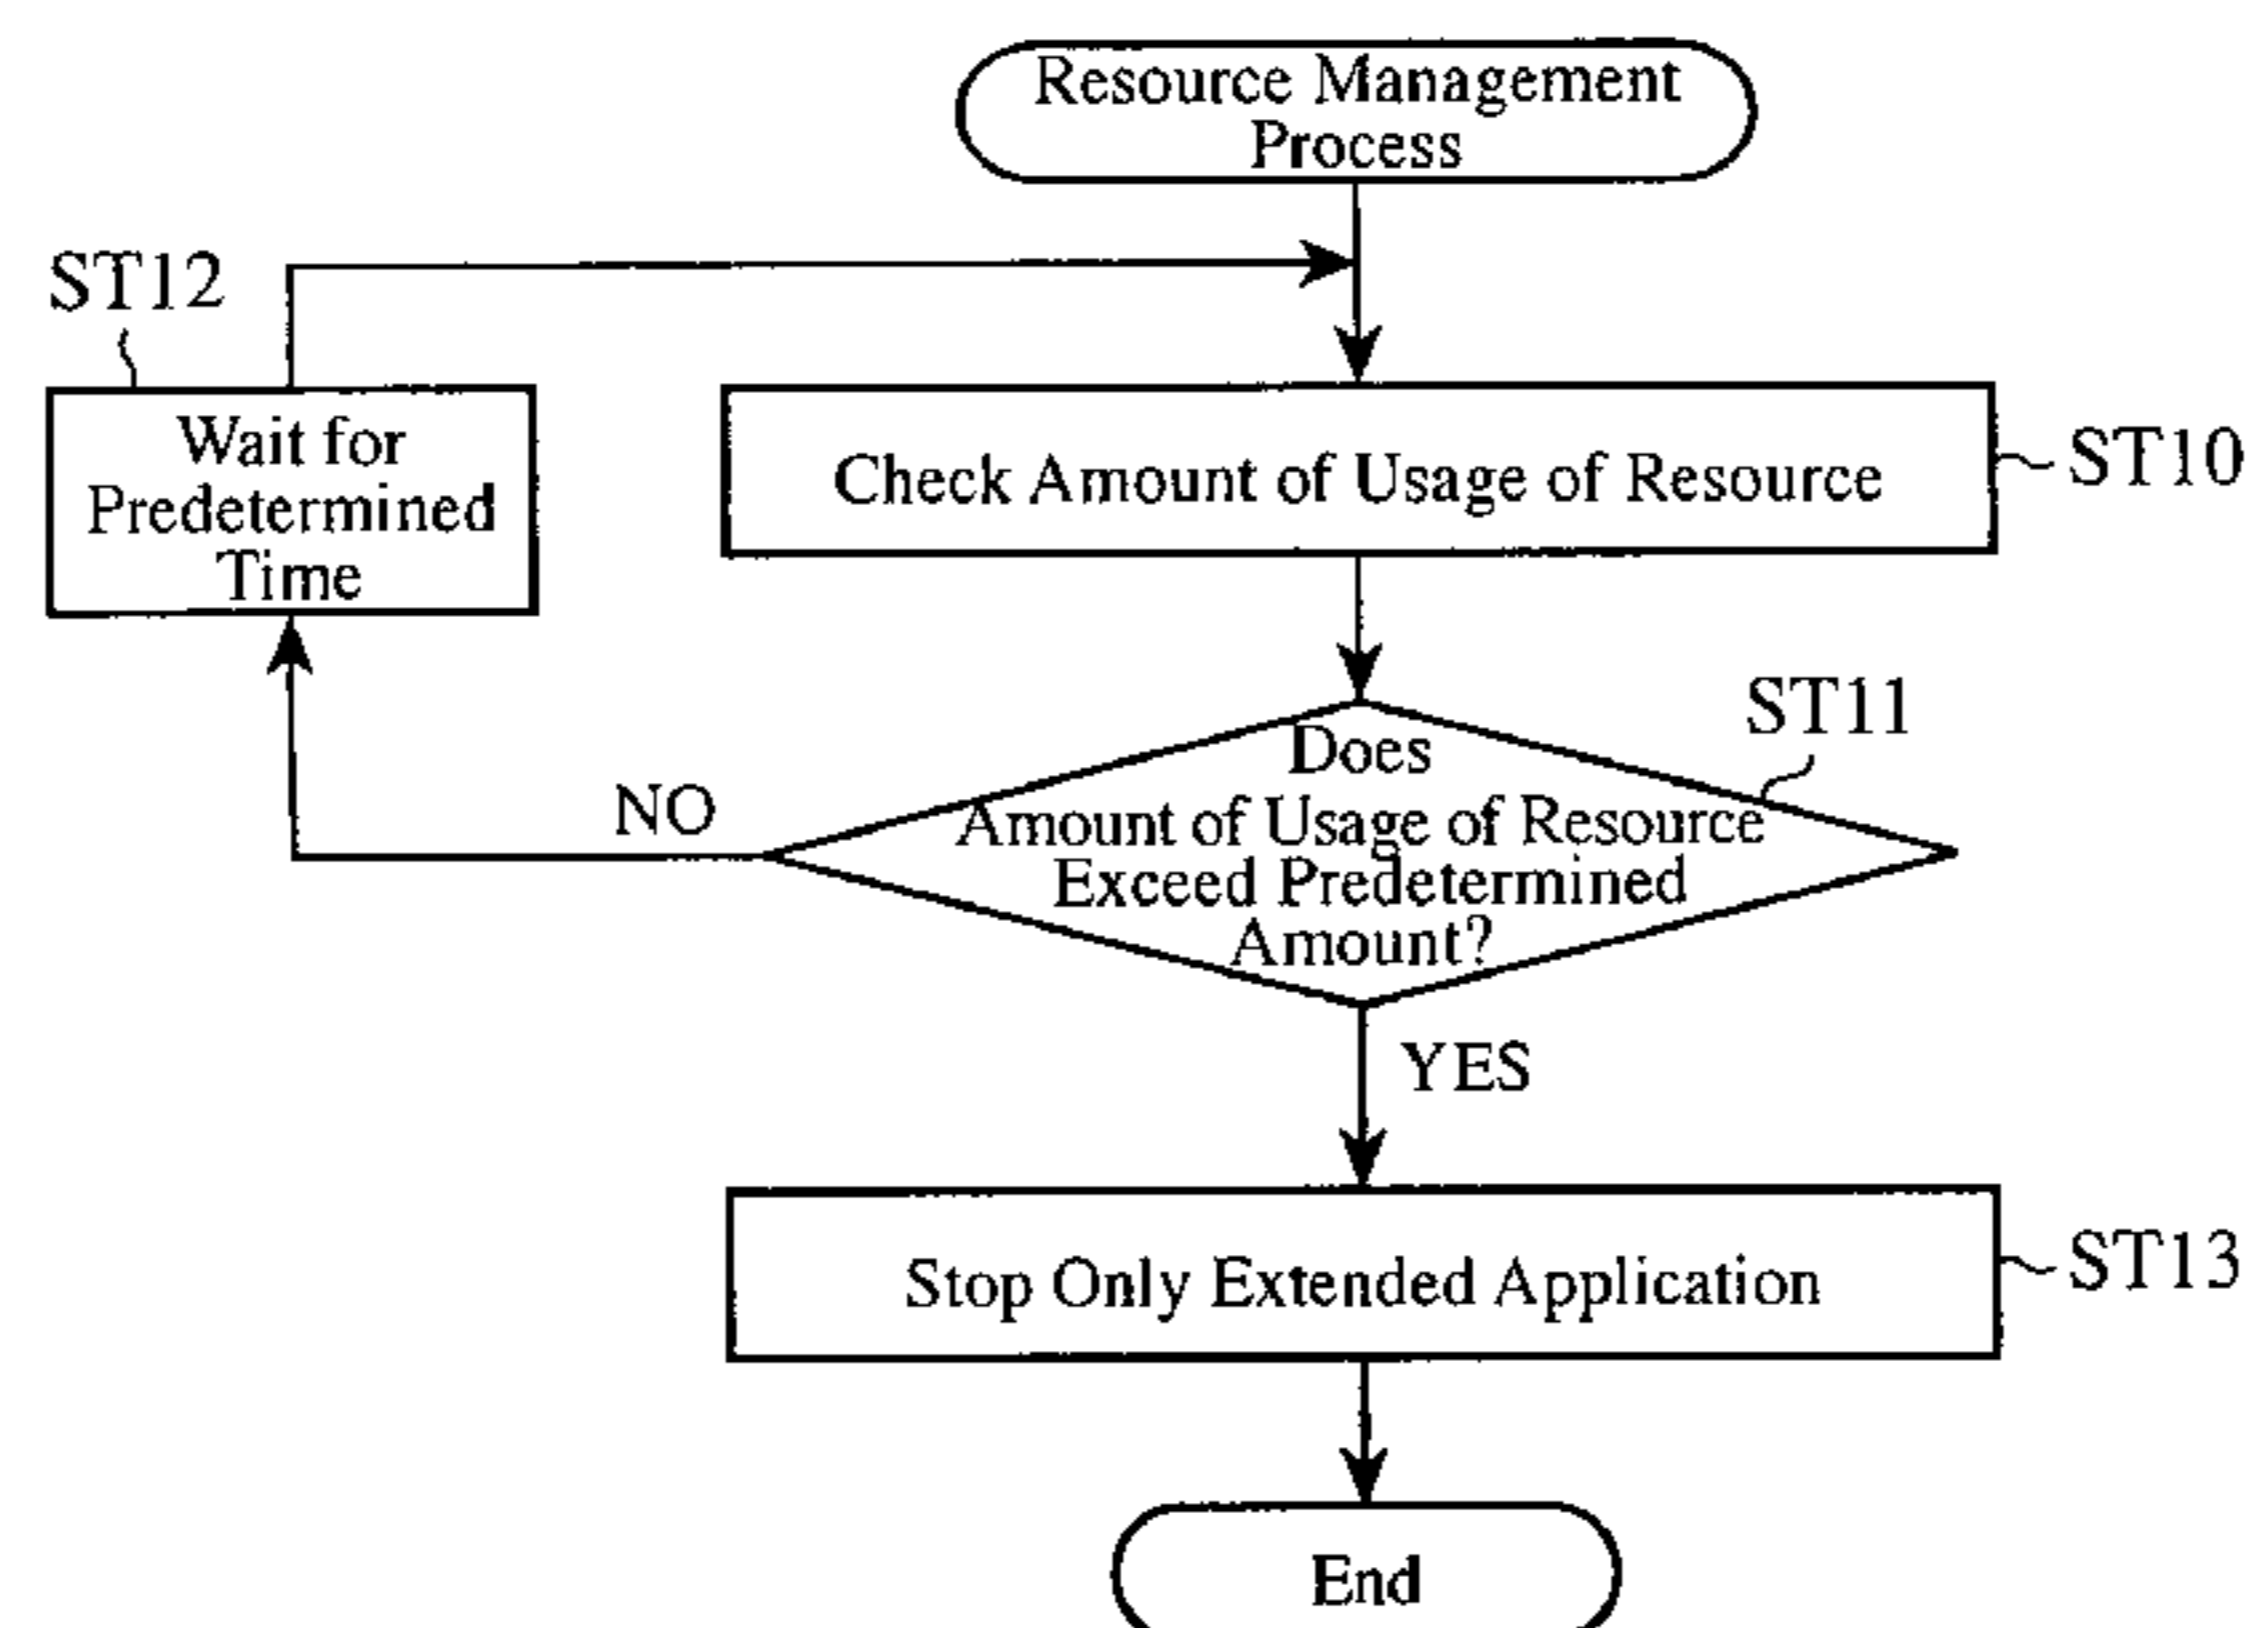 Resource Management
Process
ST12
Wait for
Predetermined
Time
Check Amount of Usage of Resource
ST10
ST11
Does
Amount of Usage of Resource
Exceed Predetermined
Amount?
NO
YES
Stop Only Extended Application
ST13
End